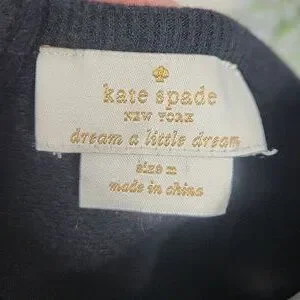 kate spade
NEW YORK
dream a little dream
size m
made in china